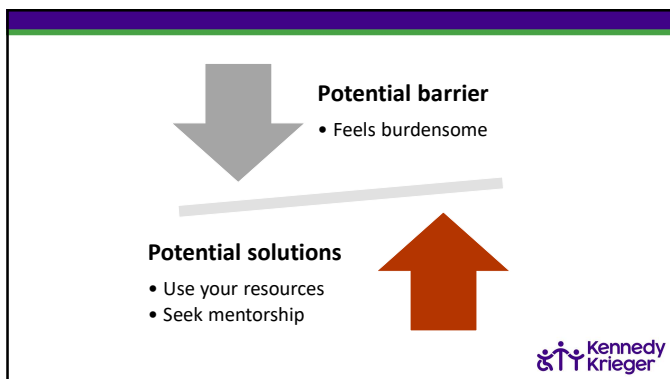 Potential barrier
• Feels burdensome
Potential solutions
• Use your resources
• Seek mentorship
Kennedy
Krieger